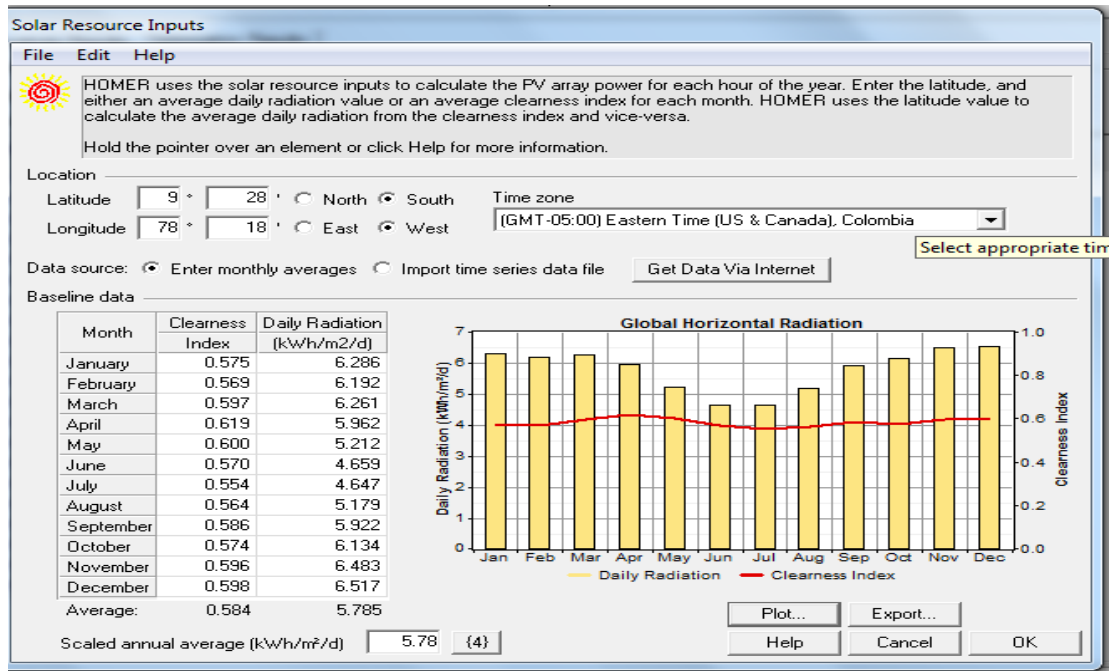 Solar Resource Inputs
File Edit Help
HOMER uses the solar resource inputs to calculate the PV array power for each hour of the year. Enter the latitude, and
either an average daily radiation value or an average clearness index for each month. HOMER uses the latitude value to
calculate the average daily radiation from the clearness index and vice-versa.
Hold the pointer over an element or click Help for more information.
Location
Latitude 9 ° 28 ' North South
Longitude 78 ° 18 ' East West
Time zone
(GMT-05:00) Eastern Time (US & Canada), Colombia
Select appropriate tim
Data source: Enter monthly averages Import time series data file Get Data Via Internet
Baseline data
Month Clearness Index Daily Radiation (kWh/m2/d)
January 0.575 6.286
February 0.569 6.192
March 0.597 6.261
April 0.619 5.962
May 0.600 5.212
June 0.570 4.659
July 0.554 4.647
August 0.564 5.179
September 0.586 5.922
October 0.574 6.134
November 0.596 6.483
December 0.598 6.517
Average: 0.584 5.785
Scaled annual average (kWh/m²/d) 5.78 {4}
Global Horizontal Radiation
Daily Radiation (kWh/m²/d)
7
6
5
4
3
2
1
0
1.0
0.8
0.6
0.4
0.2
0.0
Clearness Index
Jan Feb Mar Apr May Jun Jul Aug Sep Oct Nov Dec
Daily Radiation Clearness Index
Plot... Export...
Help Cancel OK